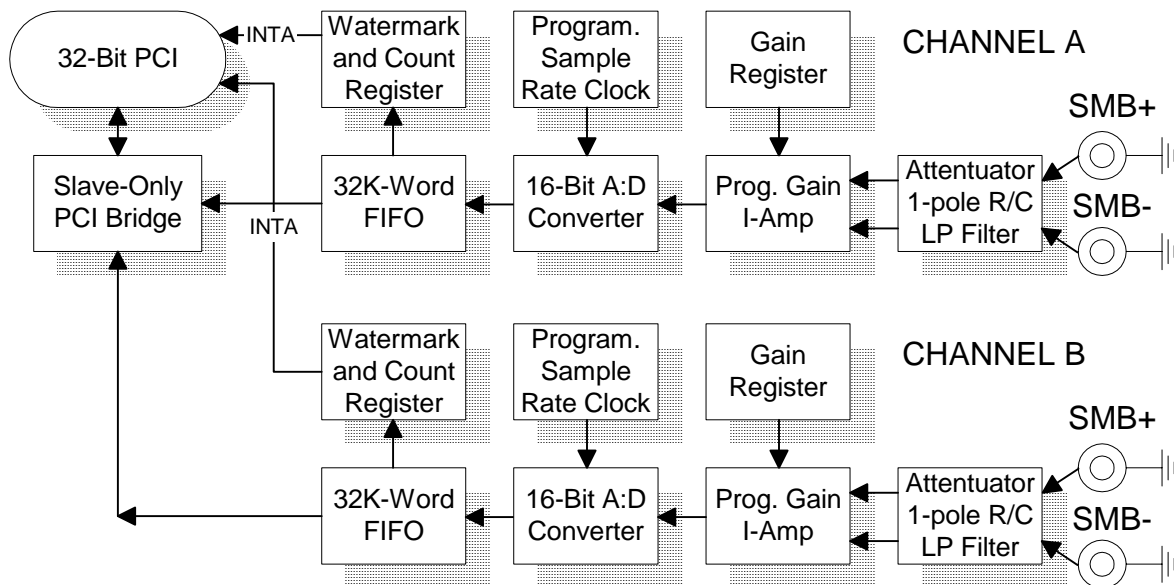 32-Bit PCI
INTA
Watermark
and Count
Register
Program.
Sample
Rate Clock
Gain
Register
CHANNEL A
SMB+
Slave-Only
PCI Bridge
INTA
32K-Word
FIFO
16-Bit A:D
Converter
Prog. Gain
I-Amp
Attentuator
1-pole R/C
LP Filter
SMB-
Watermark
and Count
Register
Program.
Sample
Rate Clock
Gain
Register
CHANNEL B
SMB+
32K-Word
FIFO
16-Bit A:D
Converter
Prog. Gain
I-Amp
Attentuator
1-pole R/C
LP Filter
SMB-